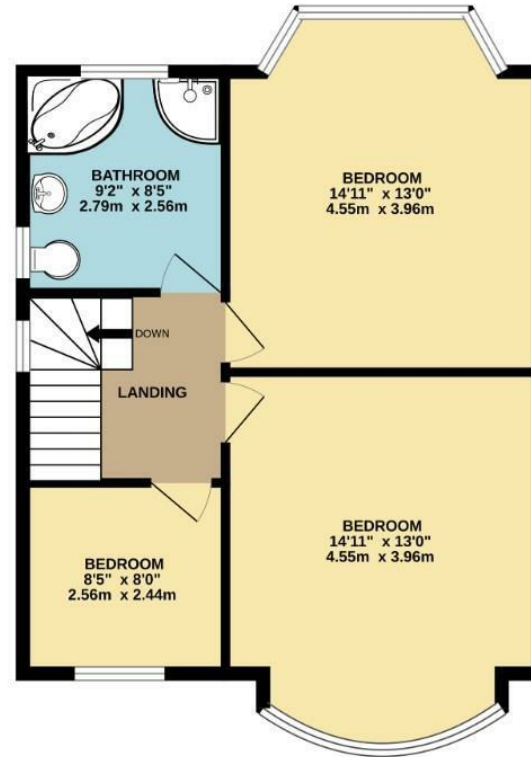 BATHROOM
9'2" x 8'5"
2.79m x 2.56m
BEDROOM
14'11" x 13'0"
4.55m x 3.96m
DOWN
LANDING
BEDROOM
14'11" x 13'0"
4.55m x 3.96m
BEDROOM
8'5" x 8'0"
2.56m x 2.44m